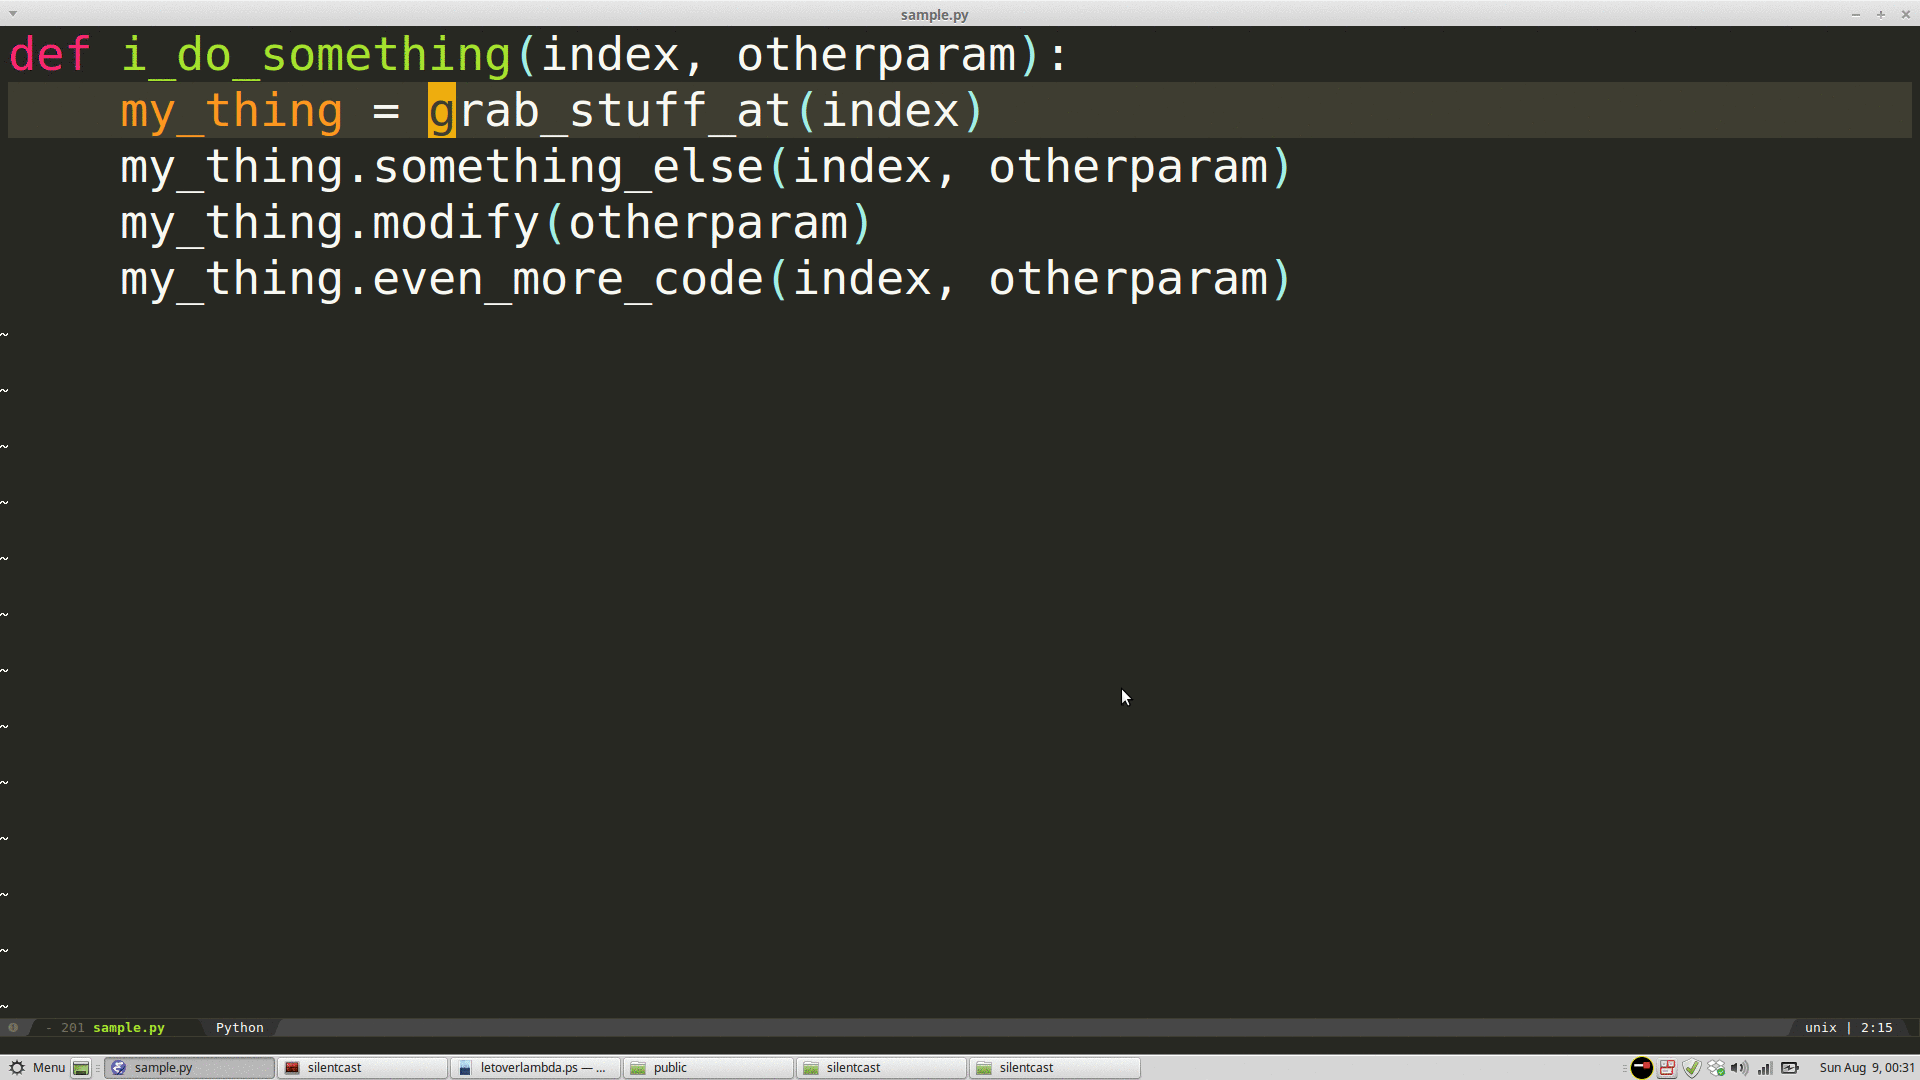 sample.py
def i_do_something(index, otherparam):
    my_thing = grab_stuff_at(index)
    my_thing.something_else(index, otherparam)
    my_thing.modify(otherparam)
    my_thing.even_more_code(index, otherparam)
~
~
~
~
~
~
~
~
~
~
~
~
~
- 201 sample.py Python unix | 2:15
Menu sample.py silentcast letoverlambda.ps — ... public silentcast silentcast Sun Aug 9, 00:31